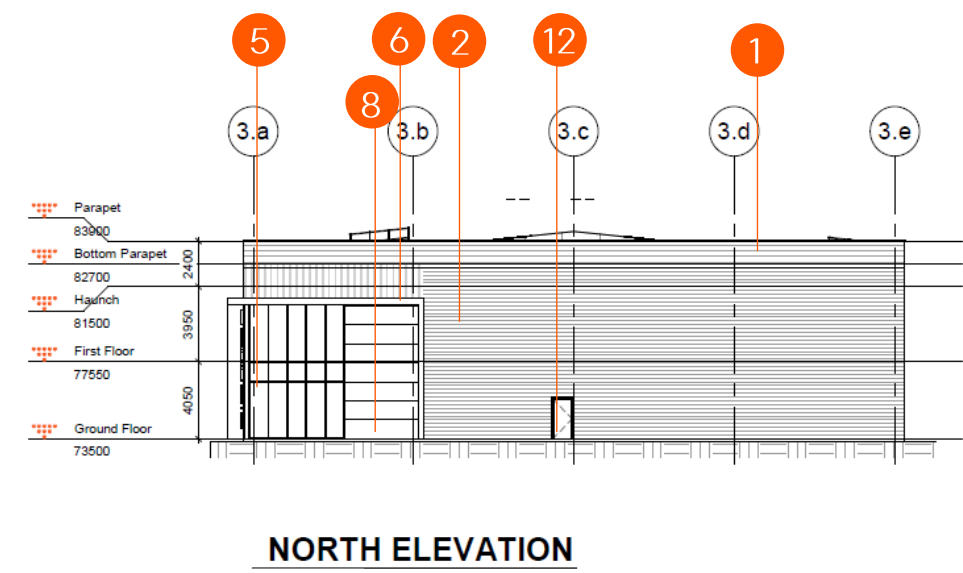 5
6
2
12
1
8
3.a
3.b
3.c
3.d
3.e
Parapet
83900
Bottom Parapet
82700
Haunch
81500
First Floor
77550
Ground Floor
73500
2400
3950
4050
NORTH ELEVATION